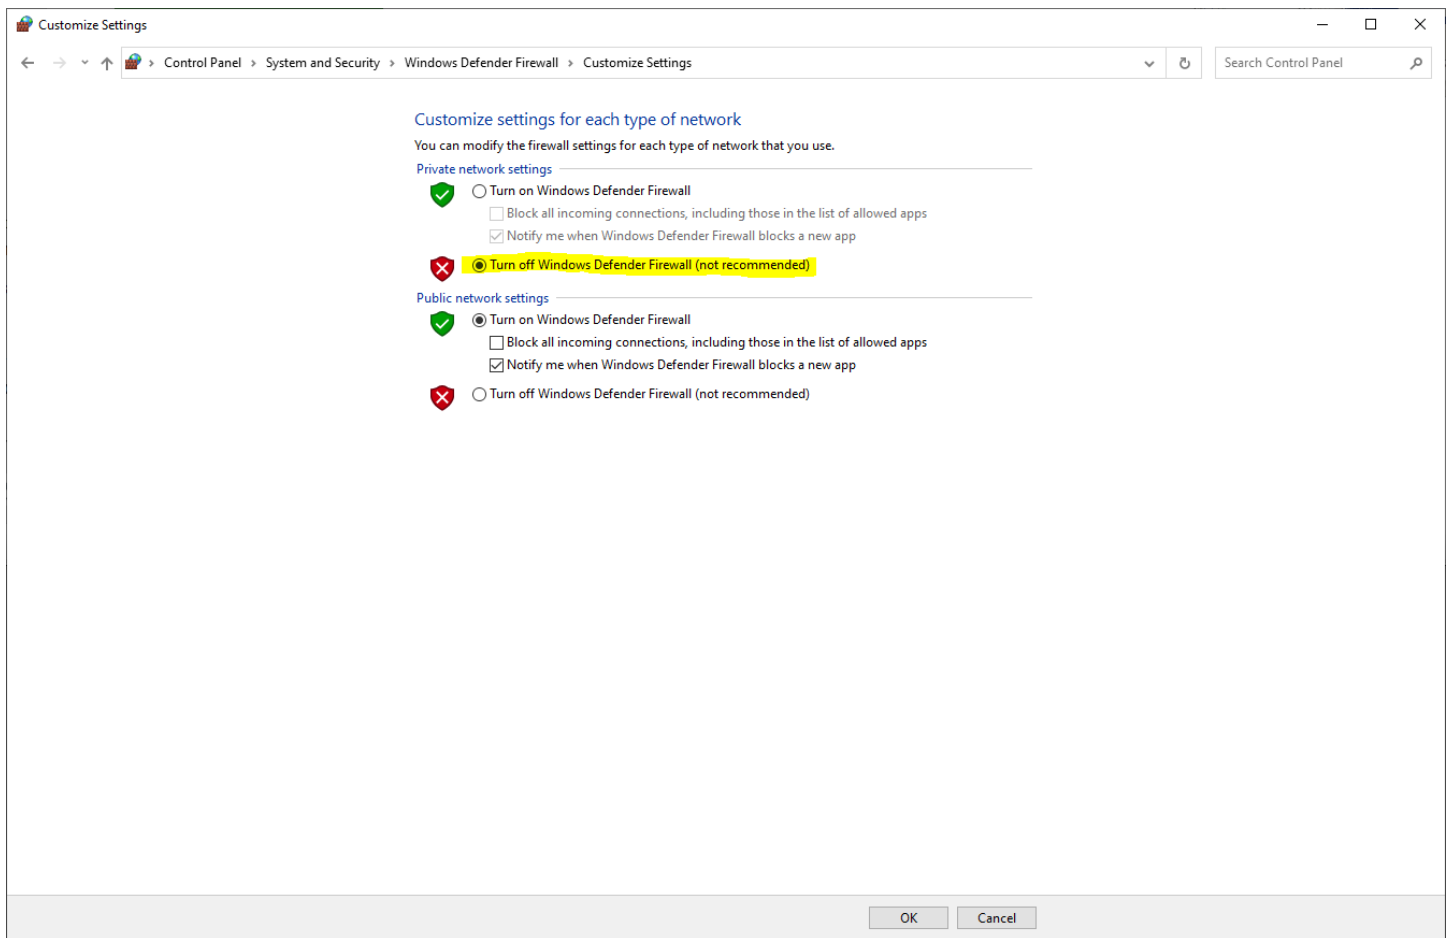 Customize Settings
Control Panel > System and Security > Windows Defender Firewall > Customize Settings
Search Control Panel
Customize settings for each type of network
You can modify the firewall settings for each type of network that you use.
Private network settings
Turn on Windows Defender Firewall
Block all incoming connections, including those in the list of allowed apps
Notify me when Windows Defender Firewall blocks a new app
Turn off Windows Defender Firewall (not recommended)
Public network settings
Turn on Windows Defender Firewall
Block all incoming connections, including those in the list of allowed apps
Notify me when Windows Defender Firewall blocks a new app
Turn off Windows Defender Firewall (not recommended)
OK
Cancel